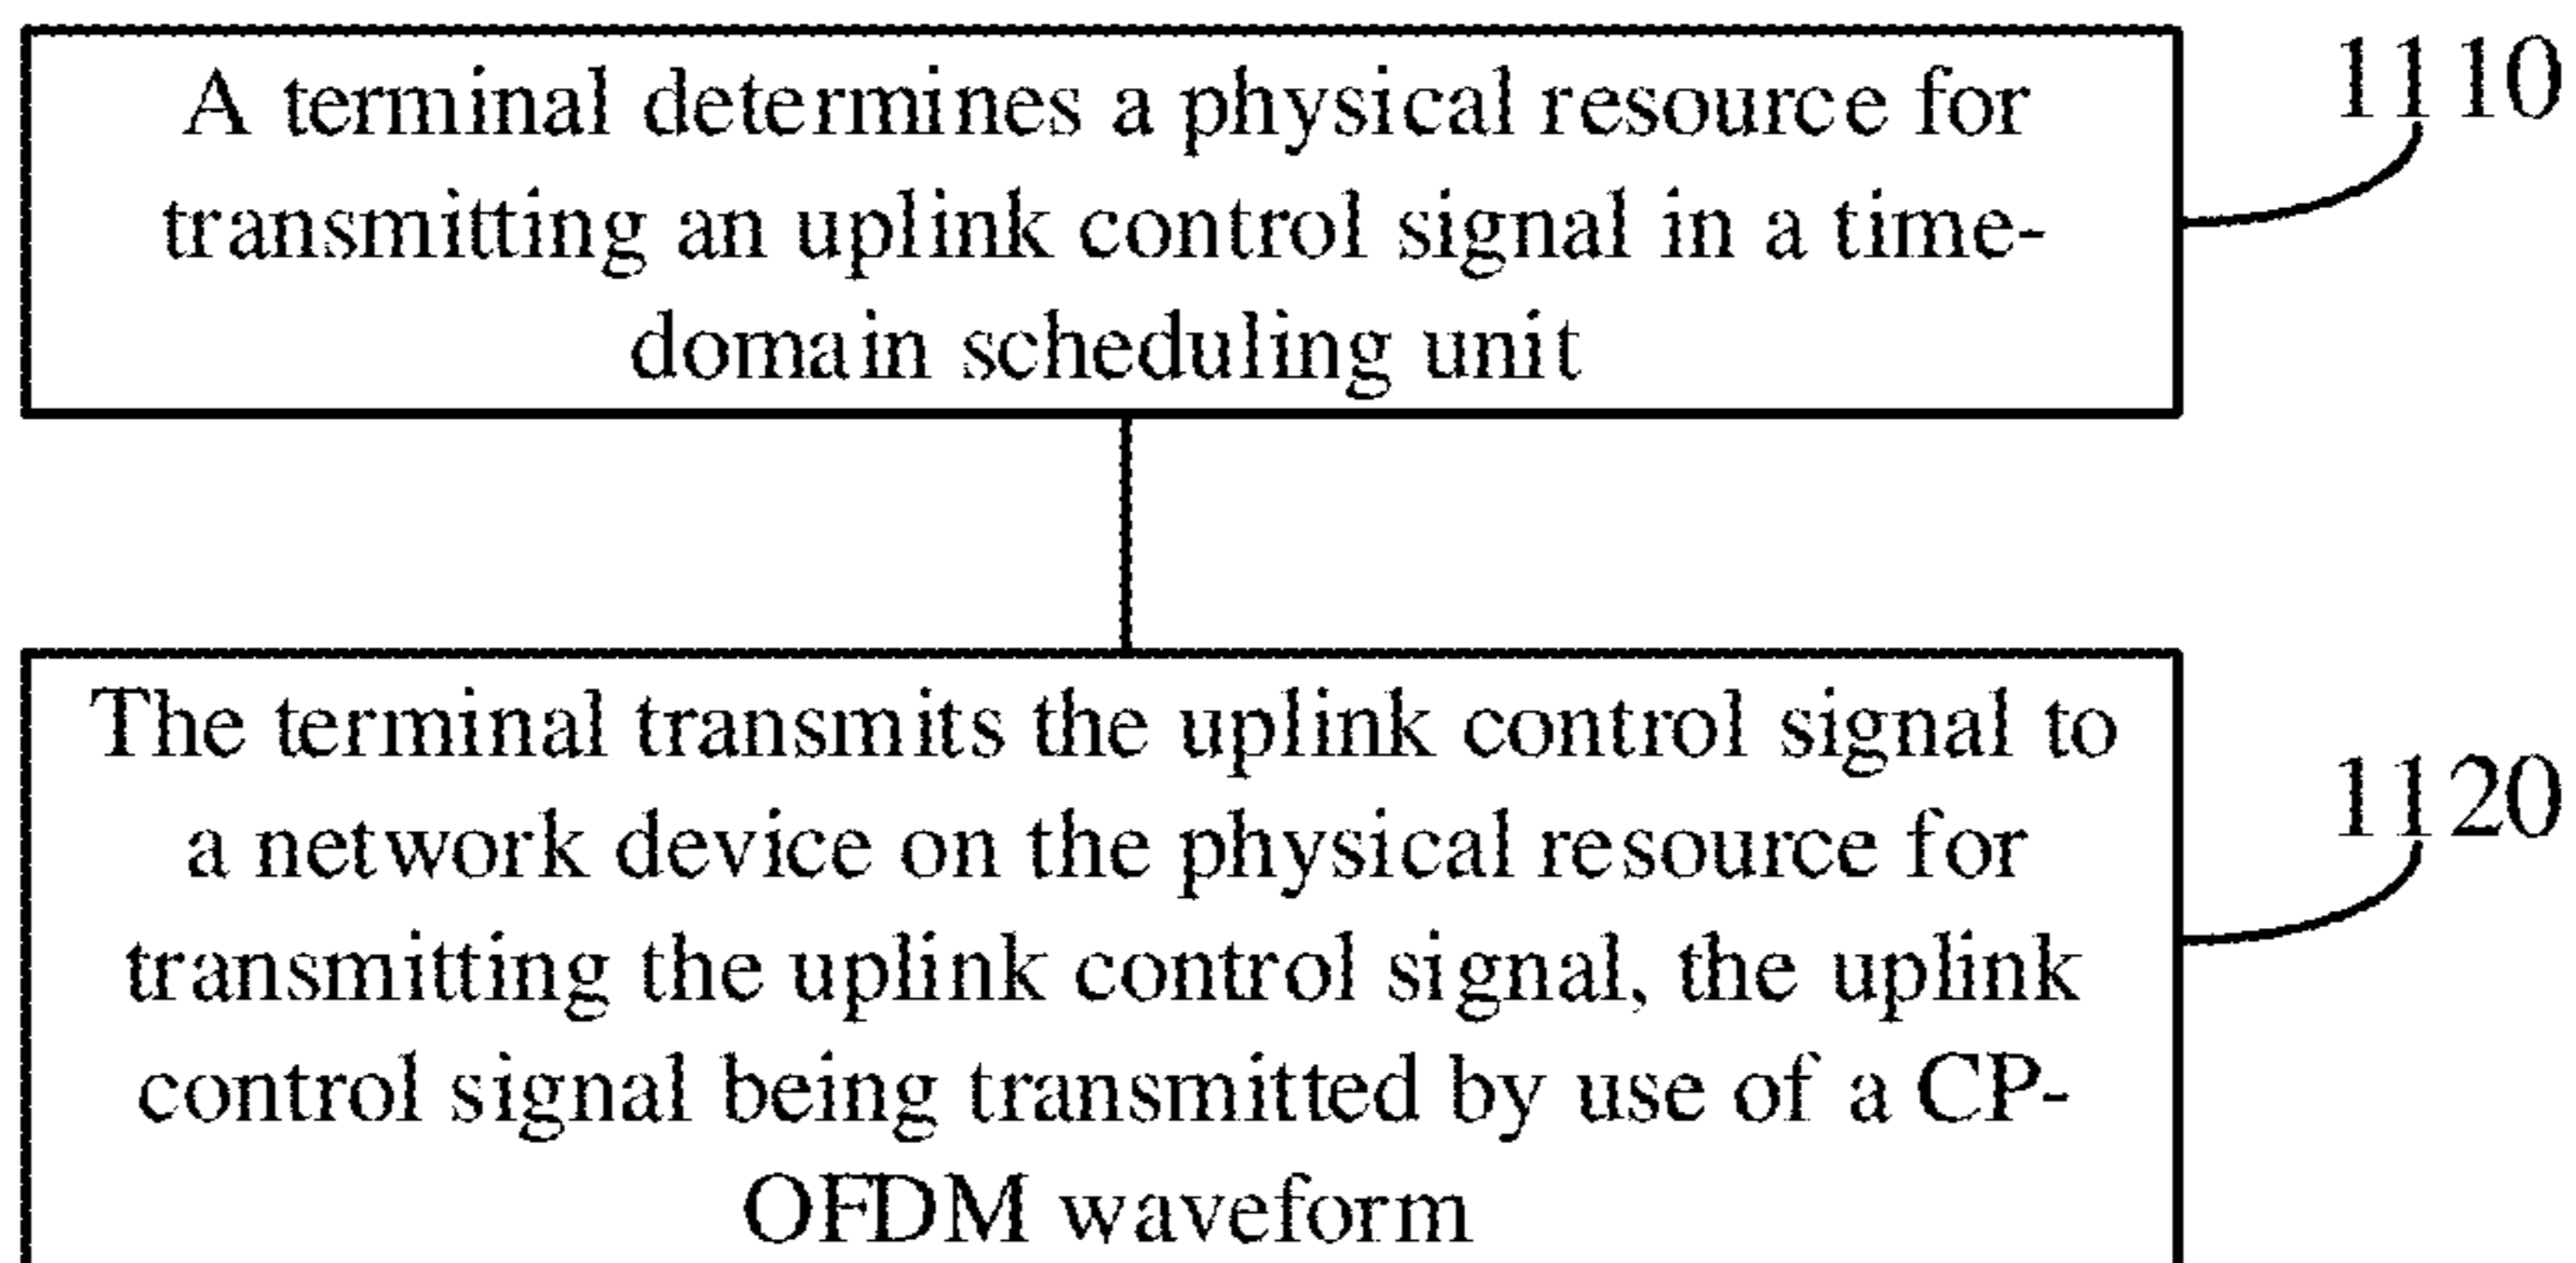 A terminal determines a physical resource for
transmitting an uplink control signal in a time-
domain scheduling unit
1110
The terminal transmits the uplink control signal to
a network device on the physical resource for
transmitting the uplink control signal, the uplink
control signal being transmitted by use of a CP-
OFDM waveform
1120